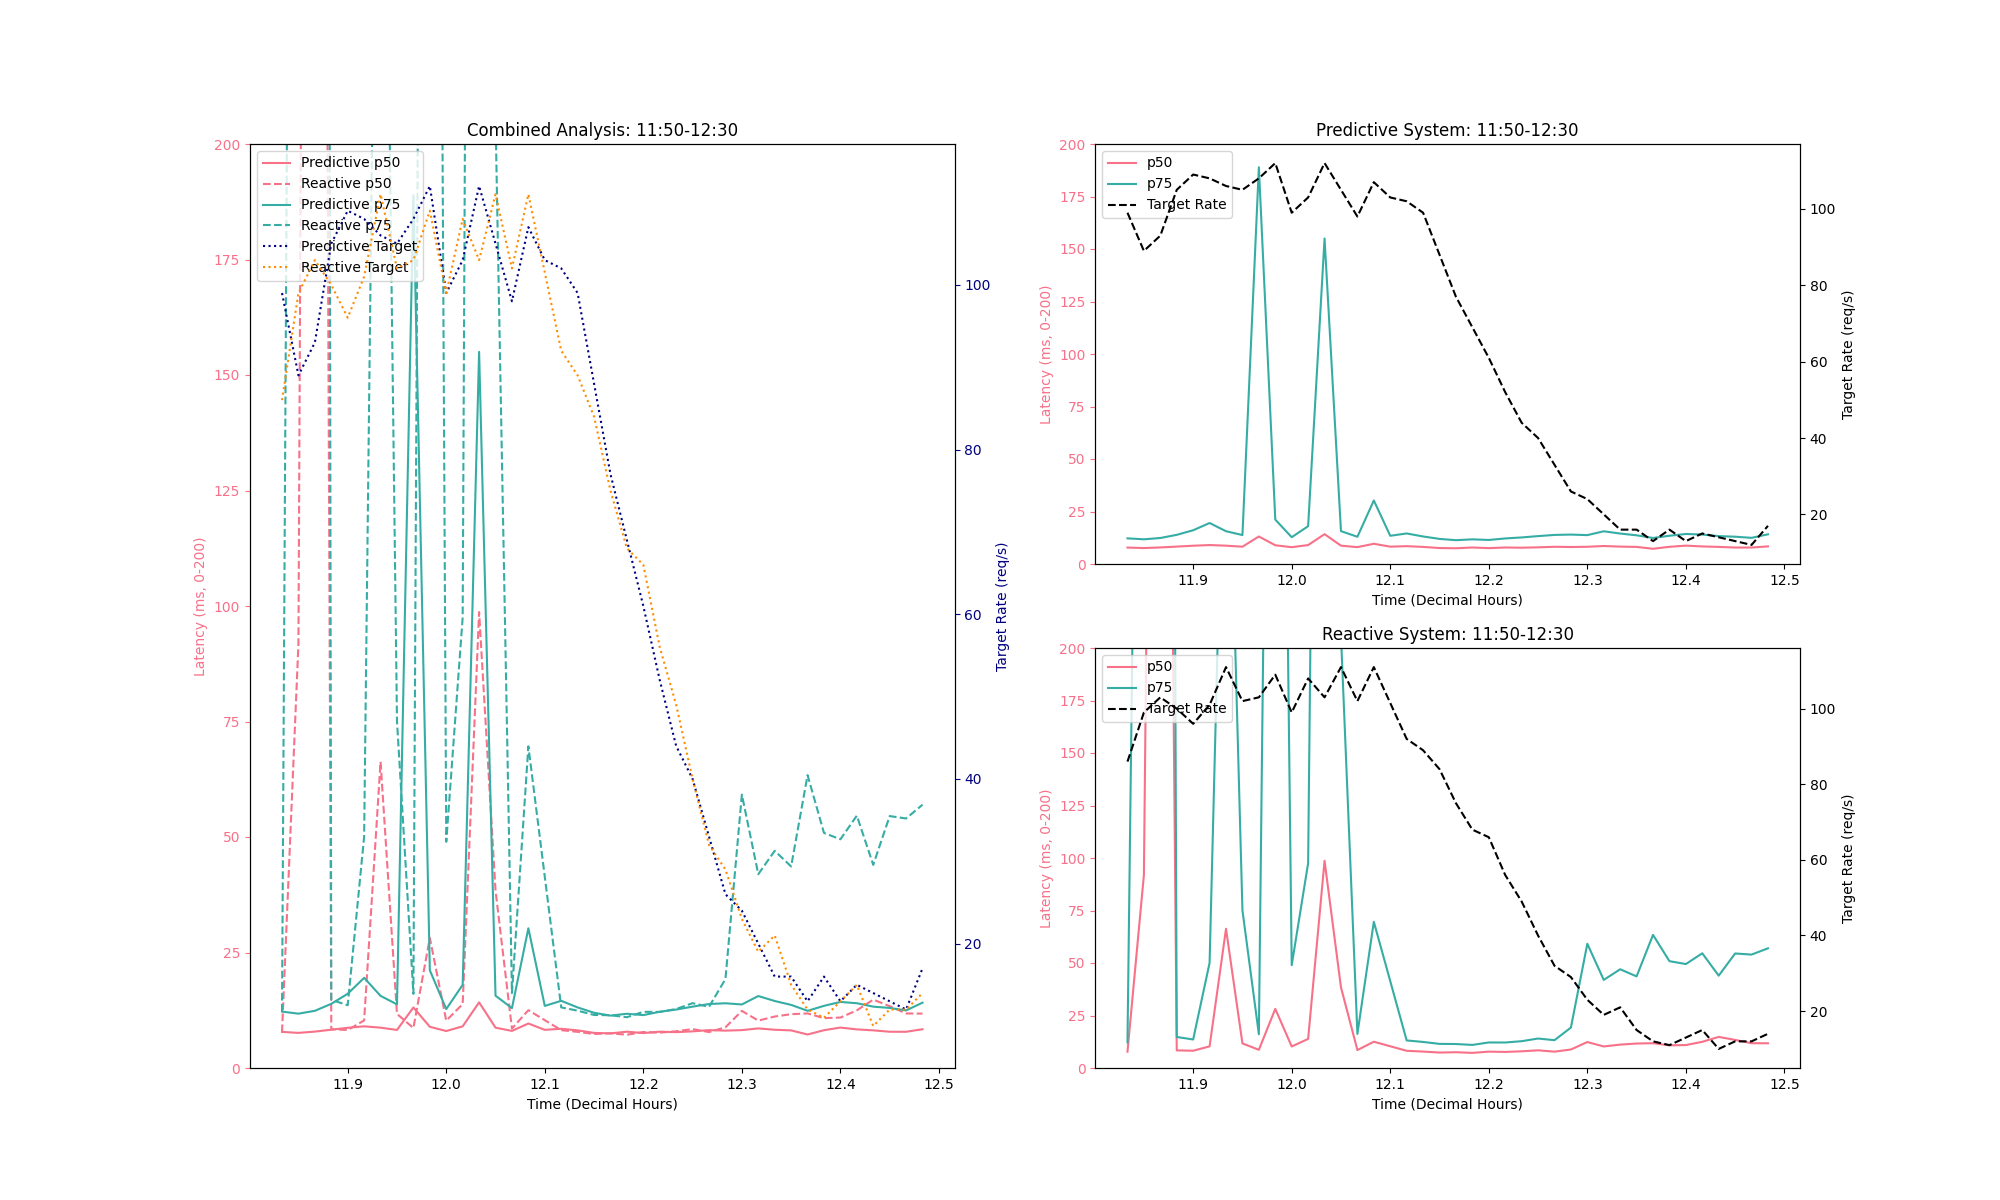 Combined Analysis: 11:50-12:30
Predictive p50
Reactive p50
Predictive p75
Reactive p75
Predictive Target
Reactive Target
200
175
150
125
100
75
50
25
0
Latency (ms, 0-200)
100
80
60
40
20
Target Rate (req/s)
11.9 12.0 12.1 12.2 12.3 12.4 12.5
Time (Decimal Hours)
Predictive System: 11:50-12:30
p50
p75
Target Rate
200
175
150
125
100
75
50
25
0
Latency (ms, 0-200)
100
80
60
40
20
Target Rate (req/s)
11.9 12.0 12.1 12.2 12.3 12.4 12.5
Time (Decimal Hours)
Reactive System: 11:50-12:30
p50
p75
Target Rate
200
175
150
125
100
75
50
25
0
Latency (ms, 0-200)
100
80
60
40
20
Target Rate (req/s)
11.9 12.0 12.1 12.2 12.3 12.4 12.5
Time (Decimal Hours)